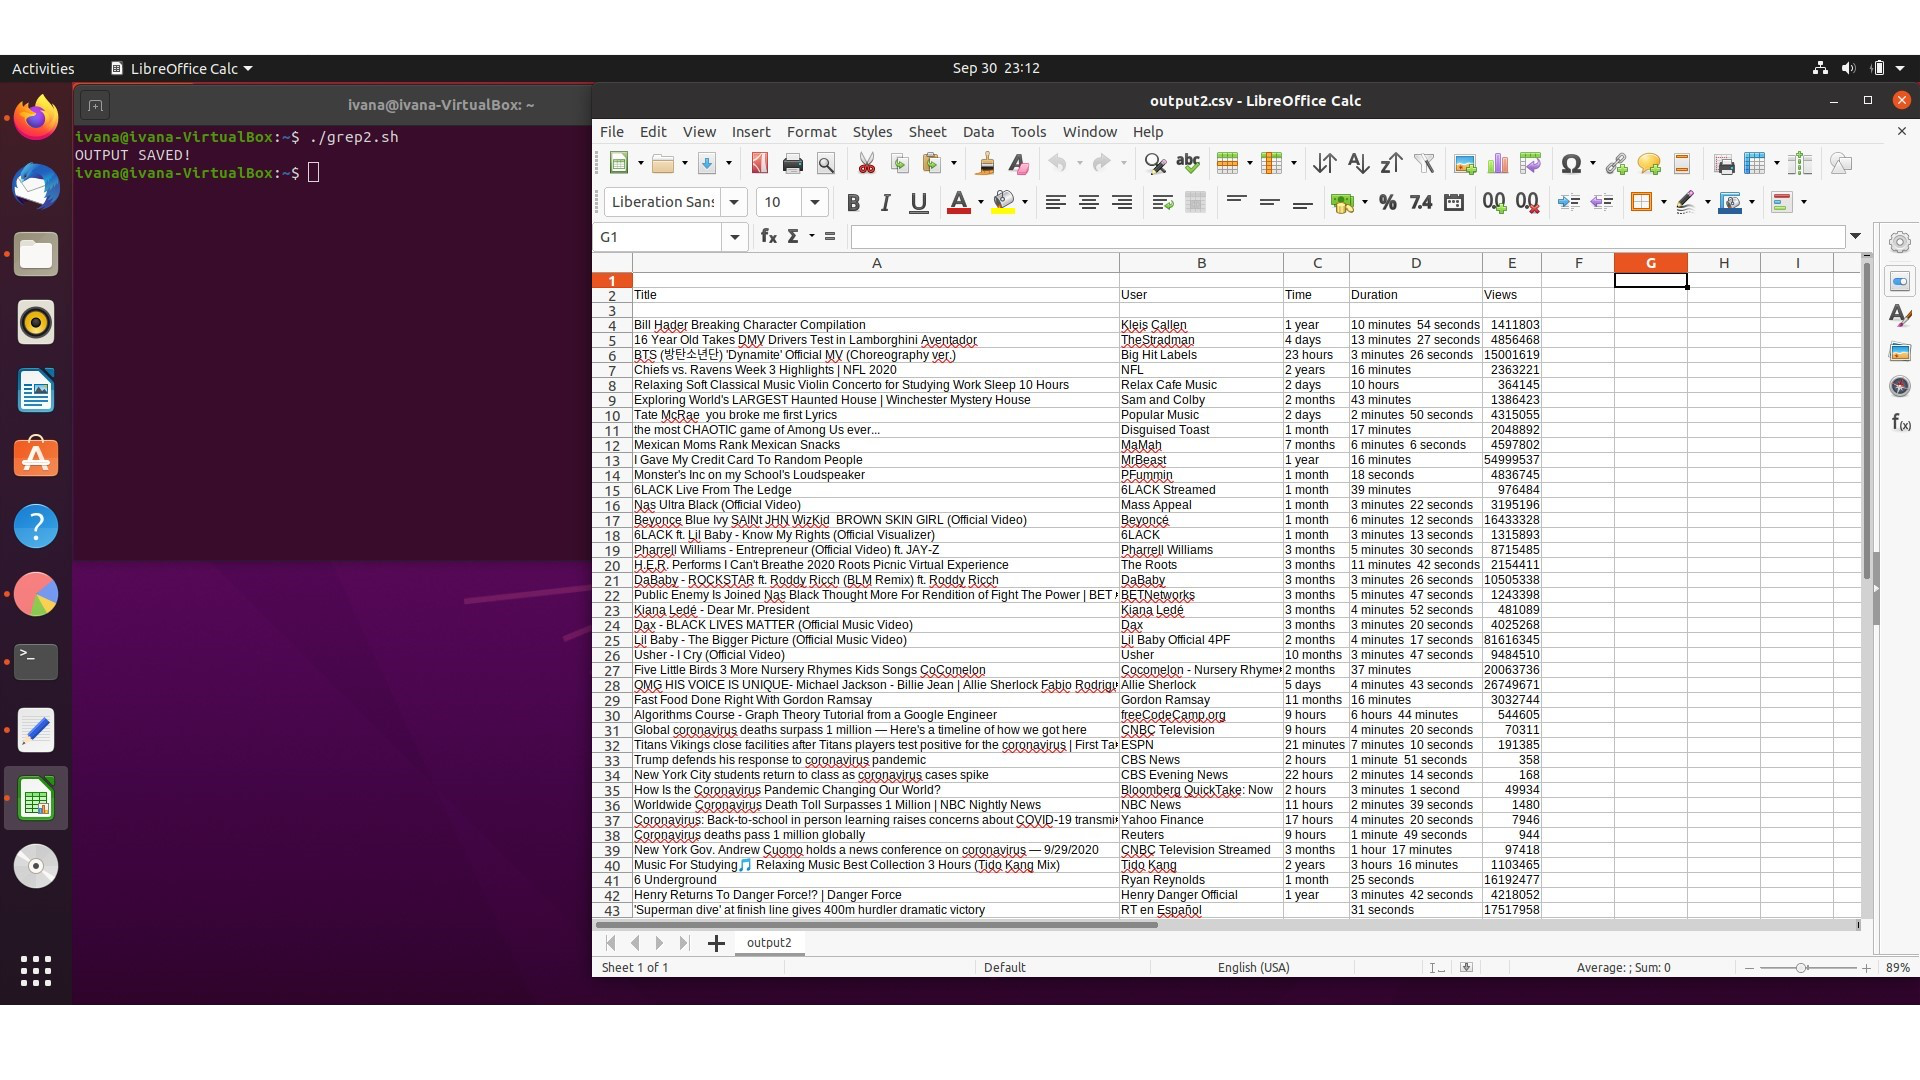 Activities LibreOffice Calc Sep 30 23:12
ivana@ivana-VirtualBox: ~
ivana@ivana-VirtualBox:~$ ./grep2.sh
OUTPUT SAVED!
ivana@ivana-VirtualBox:~$
output2.csv - LibreOffice Calc
File Edit View Insert Format Styles Sheet Data Tools Window Help
Liberation Sans 10
G1
A B C D E F G H I
1
2 Title User Time Duration Views
3
4 Bill Hader Breaking Character Compilation Kleis Callen 1 year 10 minutes 54 seconds 1411803
5 16 Year Old Takes DMV Drivers Test in Lamborghini Aventador TheStradman 4 days 13 minutes 27 seconds 4856468
6 BTS (방탄소년단) 'Dynamite' Official MV (Choreography ver.) Big Hit Labels 23 hours 3 minutes 26 seconds 15001619
7 Chiefs vs. Ravens Week 3 Highlights | NFL 2020 NFL 2 years 16 minutes 2363221
8 Relaxing Soft Classical Music Violin Concerto for Studying Work Sleep 10 Hours Relax Cafe Music 2 days 10 hours 364145
9 Exploring World's LARGEST Haunted House | Winchester Mystery House Sam and Colby 2 months 43 minutes 1386423
10 Tate McRae you broke me first Lyrics Popular Music 2 days 2 minutes 50 seconds 4315055
11 the most CHAOTIC game of Among Us ever... Disguised Toast 1 month 17 minutes 2048892
12 Mexican Moms Rank Mexican Snacks MaMah 7 months 6 minutes 6 seconds 4597802
13 I Gave My Credit Card To Random People MrBeast 1 year 16 minutes 54999537
14 Monster's Inc on my School's Loudspeaker PFummin 1 month 18 seconds 4836745
15 6LACK Live From The Ledge 6LACK Streamed 1 month 39 minutes 976484
16 Nas Ultra Black (Official Video) Mass Appeal 1 month 3 minutes 22 seconds 3195196
17 Beyonce Blue Ivy SAINt JHN WizKid BROWN SKIN GIRL (Official Video) Beyoncé 1 month 6 minutes 12 seconds 16433328
18 6LACK ft. Lil Baby - Know My Rights (Official Visualizer) 6LACK 1 month 3 minutes 13 seconds 1315893
19 Pharrell Williams - Entrepreneur (Official Video) ft. JAY-Z Pharrell Williams 3 months 5 minutes 30 seconds 8715485
20 H.E.R. Performs I Can't Breathe 2020 Roots Picnic Virtual Experience The Roots 3 months 11 minutes 42 seconds 2154411
21 DaBaby - ROCKSTAR ft. Roddy Ricch (BLM Remix) ft. Roddy Ricch DaBaby 3 months 3 minutes 26 seconds 10505338
22 Public Enemy Is Joined Nas Black Thought More For Rendition of Fight The Power | BET BETNetworks 3 months 5 minutes 47 seconds 1243398
23 Kiana Ledé - Dear Mr. President Kiana Ledé 3 months 4 minutes 52 seconds 481089
24 Dax - BLACK LIVES MATTER (Official Music Video) Dax 3 months 3 minutes 20 seconds 4025268
25 Lil Baby - The Bigger Picture (Official Music Video) Lil Baby Official 4PF 2 months 4 minutes 17 seconds 81616345
26 Usher - I Cry (Official Video) Usher 10 months 3 minutes 47 seconds 9484510
27 Five Little Birds 3 More Nursery Rhymes Kids Songs CoComelon Cocomelon - Nursery Rhyme 2 months 37 minutes 20063736
28 OMG HIS VOICE IS UNIQUE- Michael Jackson - Billie Jean | Allie Sherlock Fabio Rodrigu Allie Sherlock 5 days 4 minutes 43 seconds 26749671
29 Fast Food Done Right With Gordon Ramsay Gordon Ramsay 11 months 16 minutes 3032744
30 Algorithms Course - Graph Theory Tutorial from a Google Engineer freeCodeCamp.org 9 hours 6 hours 44 minutes 544605
31 Global coronavirus deaths surpass 1 million — Here's a timeline of how we got here CNBC Television 9 hours 4 minutes 20 seconds 70311
32 Titans Vikings close facilities after Titans players test positive for the coronavirus | First Ta ESPN 21 minutes 7 minutes 10 seconds 191385
33 Trump defends his response to coronavirus pandemic CBS News 2 hours 1 minute 51 seconds 358
34 New York City students return to class as coronavirus cases spike CBS Evening News 22 hours 2 minutes 14 seconds 168
35 How Is the Coronavirus Pandemic Changing Our World? Bloomberg QuickTake: Now 2 hours 3 minutes 1 second 49934
36 Worldwide Coronavirus Death Toll Surpasses 1 Million | NBC Nightly News NBC News 11 hours 2 minutes 39 seconds 1480
37 Coronavirus: Back-to-school in person learning raises concerns about COVID-19 transmi Yahoo Finance 17 hours 4 minutes 20 seconds 7946
38 Coronavirus deaths pass 1 million globally Reuters 9 hours 1 minute 49 seconds 944
39 New York Gov. Andrew Cuomo holds a news conference on coronavirus — 9/29/2020 CNBC Television Streamed 3 months 1 hour 17 minutes 97418
40 Music For Studying🎵 Relaxing Music Best Collection 3 Hours (Tido Kang Mix) Tido Kang 2 years 3 hours 16 minutes 1103465
41 6 Underground Ryan Reynolds 1 month 25 seconds 16192477
42 Henry Returns To Danger Force!? | Danger Force Henry Danger Official 1 year 3 minutes 42 seconds 4218052
43 'Superman dive' at finish line gives 400m hurdler dramatic victory RT en Español 31 seconds 17517958
output2
Sheet 1 of 1 Default English (USA) Average: ; Sum: 0 89%